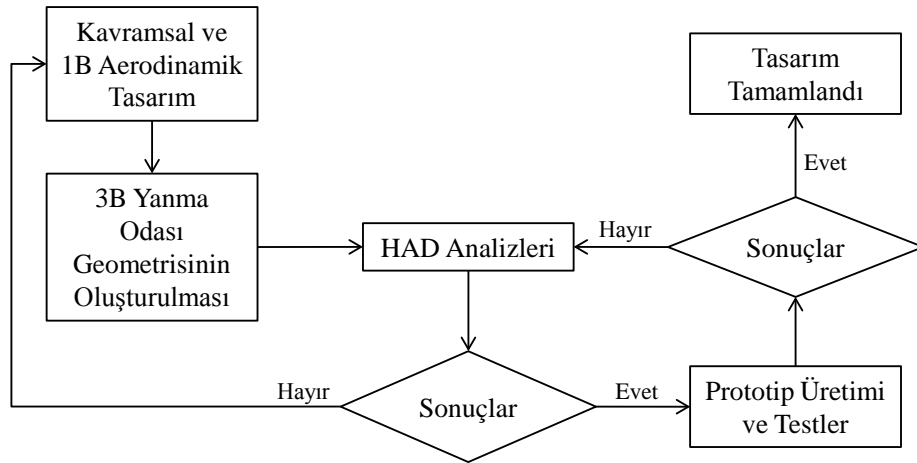 Kavramsal ve
1B Aerodinamik
Tasarım
3B Yanma
Odası
Geometrisinin
Oluşturulması
HAD Analizleri
Sonuçlar
Hayır
Evet
Prototip Üretimi
ve Testler
Sonuçlar
Hayır
Evet
Tasarım
Tamamlandı